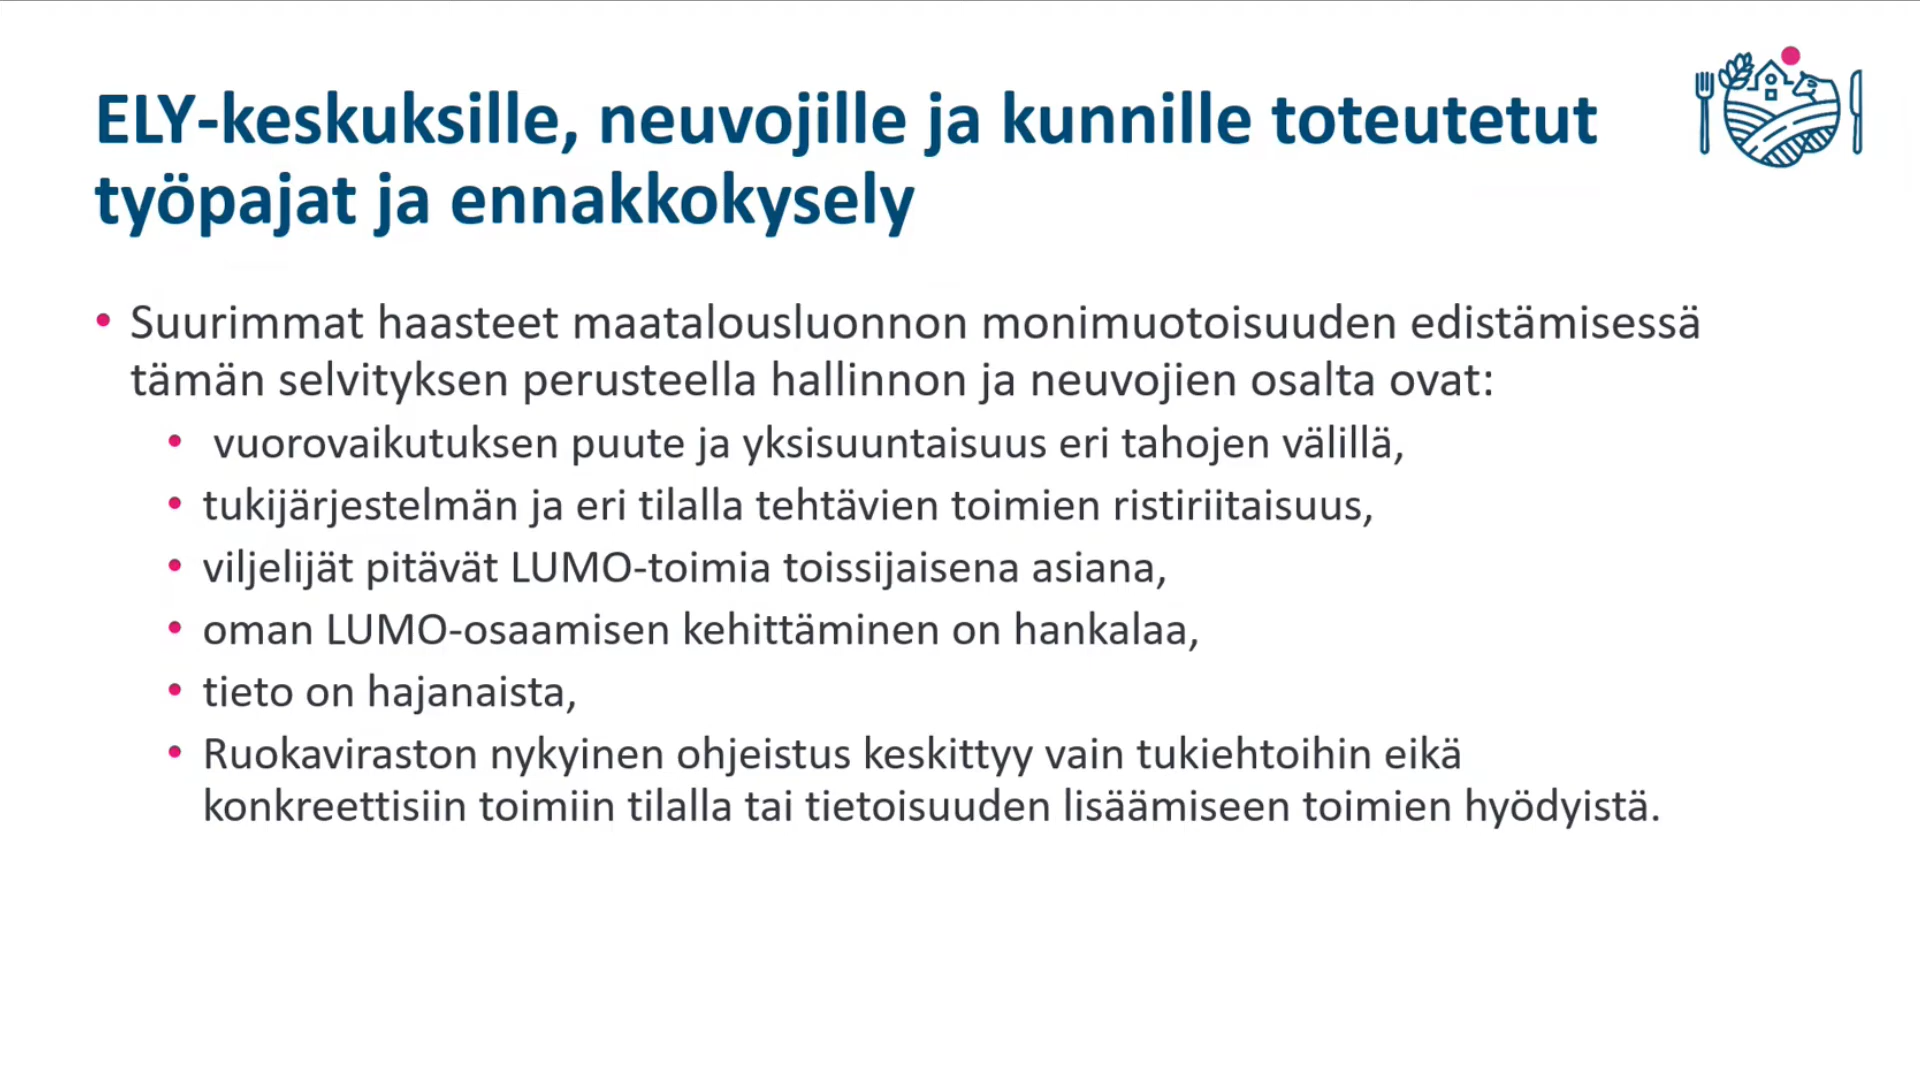 ELY-keskuksille, neuvojille ja kunnille toteutetut
työpajat ja ennakkokysely
• Suurimmat haasteet maatalousluonnon monimuotoisuuden edistämisessä
tämän selvityksen perusteella hallinnon ja neuvojien osalta ovat:
• vuorovaikutuksen puute ja yksisuuntaisuus eri tahojen välillä,
• tukijärjestelmän ja eri tilalla tehtävien toimien ristiriitaisuus,
• viljelijät pitävät LUMO-toimia toissijaisena asiana,
• oman LUMO-osaamisen kehittäminen on hankalaa,
• tieto on hajanaista,
• Ruokaviraston nykyinen ohjeistus keskittyy vain tukiehtoihin eikä
konkreettisiin toimiin tilalla tai tietoisuuden lisäämiseen toimien hyödyistä.